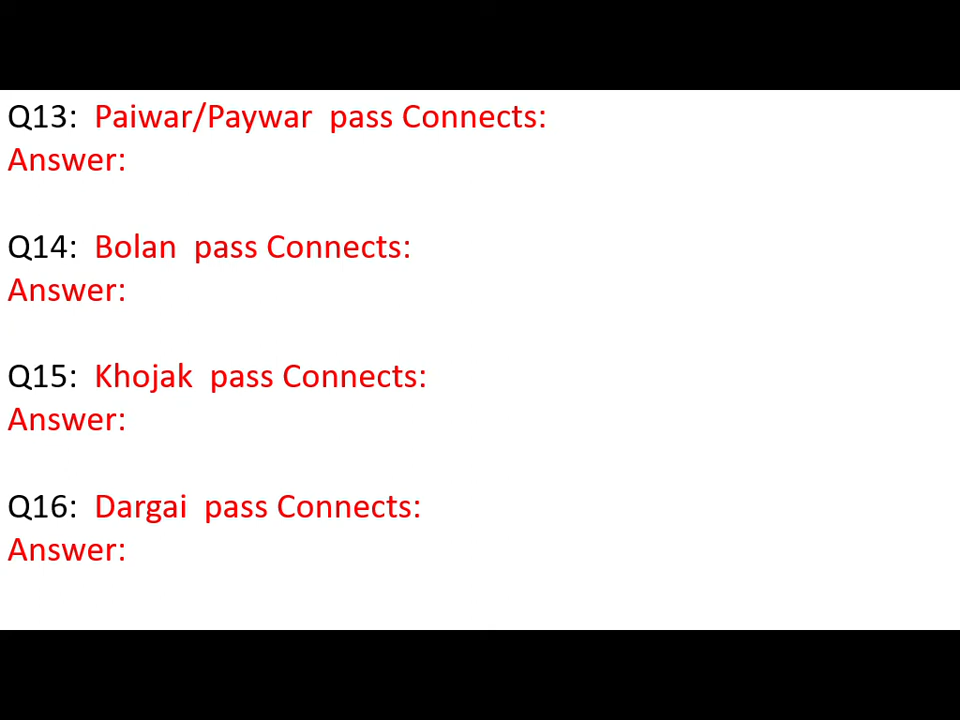 Q13: Paiwar/Paywar pass Connects:
Answer:
Q14: Bolan pass Connects:
Answer:
Q15: Khojak pass Connects:
Answer:
Q16: Dargai pass Connects:
Answer: